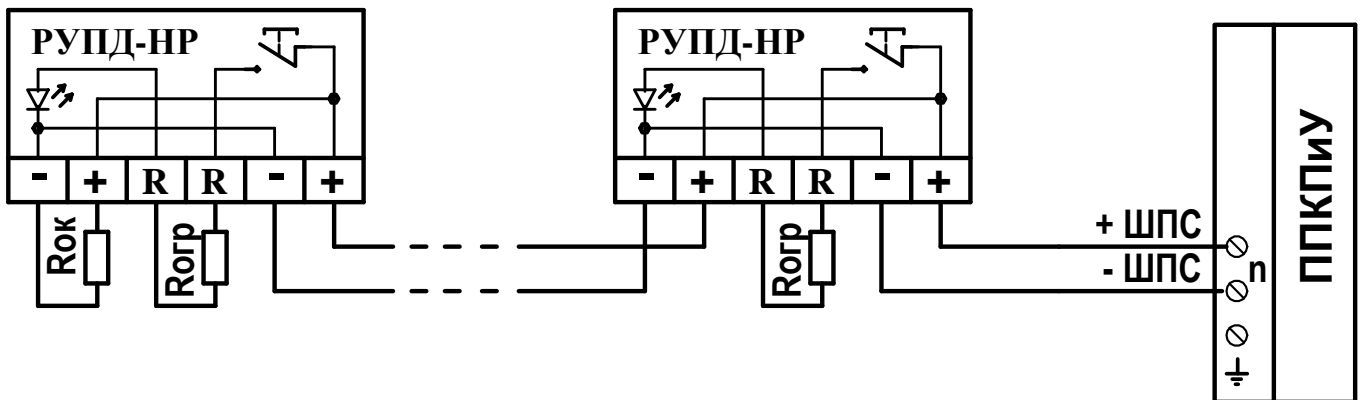 РУПД-НР
- + R R - +
Rок
Rогр
РУПД-НР
- + R R - +
Rогр
+ ШПС
- ШПС
n
ППКПиУ